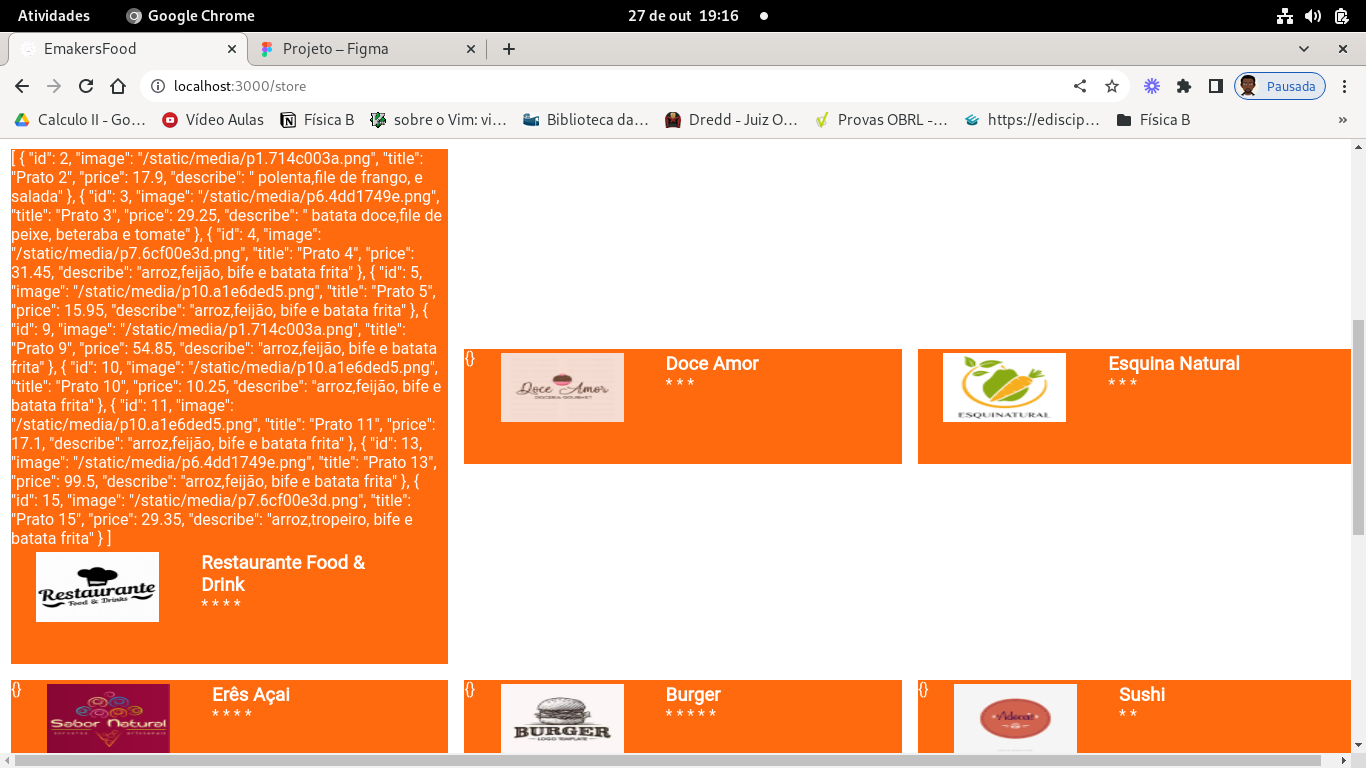 Atividades
Google Chrome
27 de out 19:16
EmakersFood
Projeto – Figma
localhost:3000/store
Pausada
Calculo II - Go…
Vídeo Aulas
Física B
sobre o Vim: vi…
Biblioteca da…
Dredd - Juiz O…
Provas OBRL -…
https://ediscip…
Física B
»
[ { "id": 2, "image": "/static/media/p1.714c003a.png", "title":
"Prato 2", "price": 17.9, "describe": " polenta,file de frango, e
salada" }, { "id": 3, "image": "/static/media/p6.4dd1749e.png",
"title": "Prato 3", "price": 29.25, "describe": " batata doce,file de
peixe, beteraba e tomate" }, { "id": 4, "image":
"/static/media/p7.6cf00e3d.png", "title": "Prato 4", "price":
31.45, "describe": "arroz,feijão, bife e batata frita" }, { "id": 5,
"image": "/static/media/p10.a1e6ded5.png", "title": "Prato 5",
"price": 15.95, "describe": "arroz,feijão, bife e batata frita" }, {
"id": 9, "image": "/static/media/p1.714c003a.png", "title":
"Prato 9", "price": 54.85, "describe": "arroz,feijão, bife e batata
frita" }, { "id": 10, "image": "/static/media/p10.a1e6ded5.png",
"title": "Prato 10", "price": 10.25, "describe": "arroz,feijão, bife e
batata frita" }, { "id": 11, "image":
"/static/media/p10.a1e6ded5.png", "title": "Prato 11", "price":
17.1, "describe": "arroz,feijão, bife e batata frita" }, { "id": 13,
"image": "/static/media/p6.4dd1749e.png", "title": "Prato 13",
"price": 99.5, "describe": "arroz,feijão, bife e batata frita" }, {
"id": 15, "image": "/static/media/p7.6cf00e3d.png", "title":
"Prato 15", "price": 29.35, "describe": "arroz,tropeiro, bife e
batata frita" } ]
Restaurante
Food & Drinks
Restaurante Food &
Drink
* * * *
{}
Doce Amor
DOCERIA GOURMET
Doce Amor
* * *
ESQUINATURAL
Esquina Natural
* * *
{}
Sabor Natural
Erês Açai
* * * *
{}
BURGER
LOGO TEMPLATE
Burger
* * * * *
{}
Sushi
* *